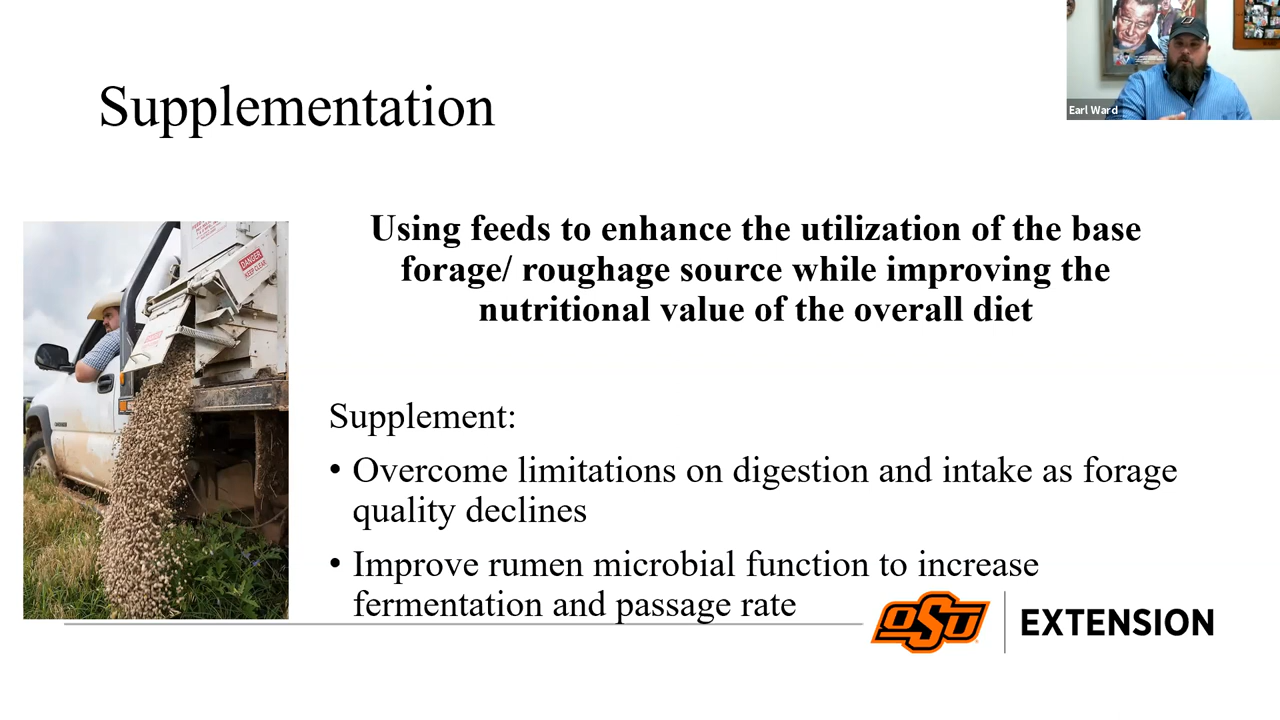 Supplementation
Earl Ward
Using feeds to enhance the utilization of the base
forage/ roughage source while improving the
nutritional value of the overall diet
DANGER
KEEP CLEAR
Supplement:
• Overcome limitations on digestion and intake as forage
quality declines
• Improve rumen microbial function to increase
fermentation and passage rate
OSU
EXTENSION